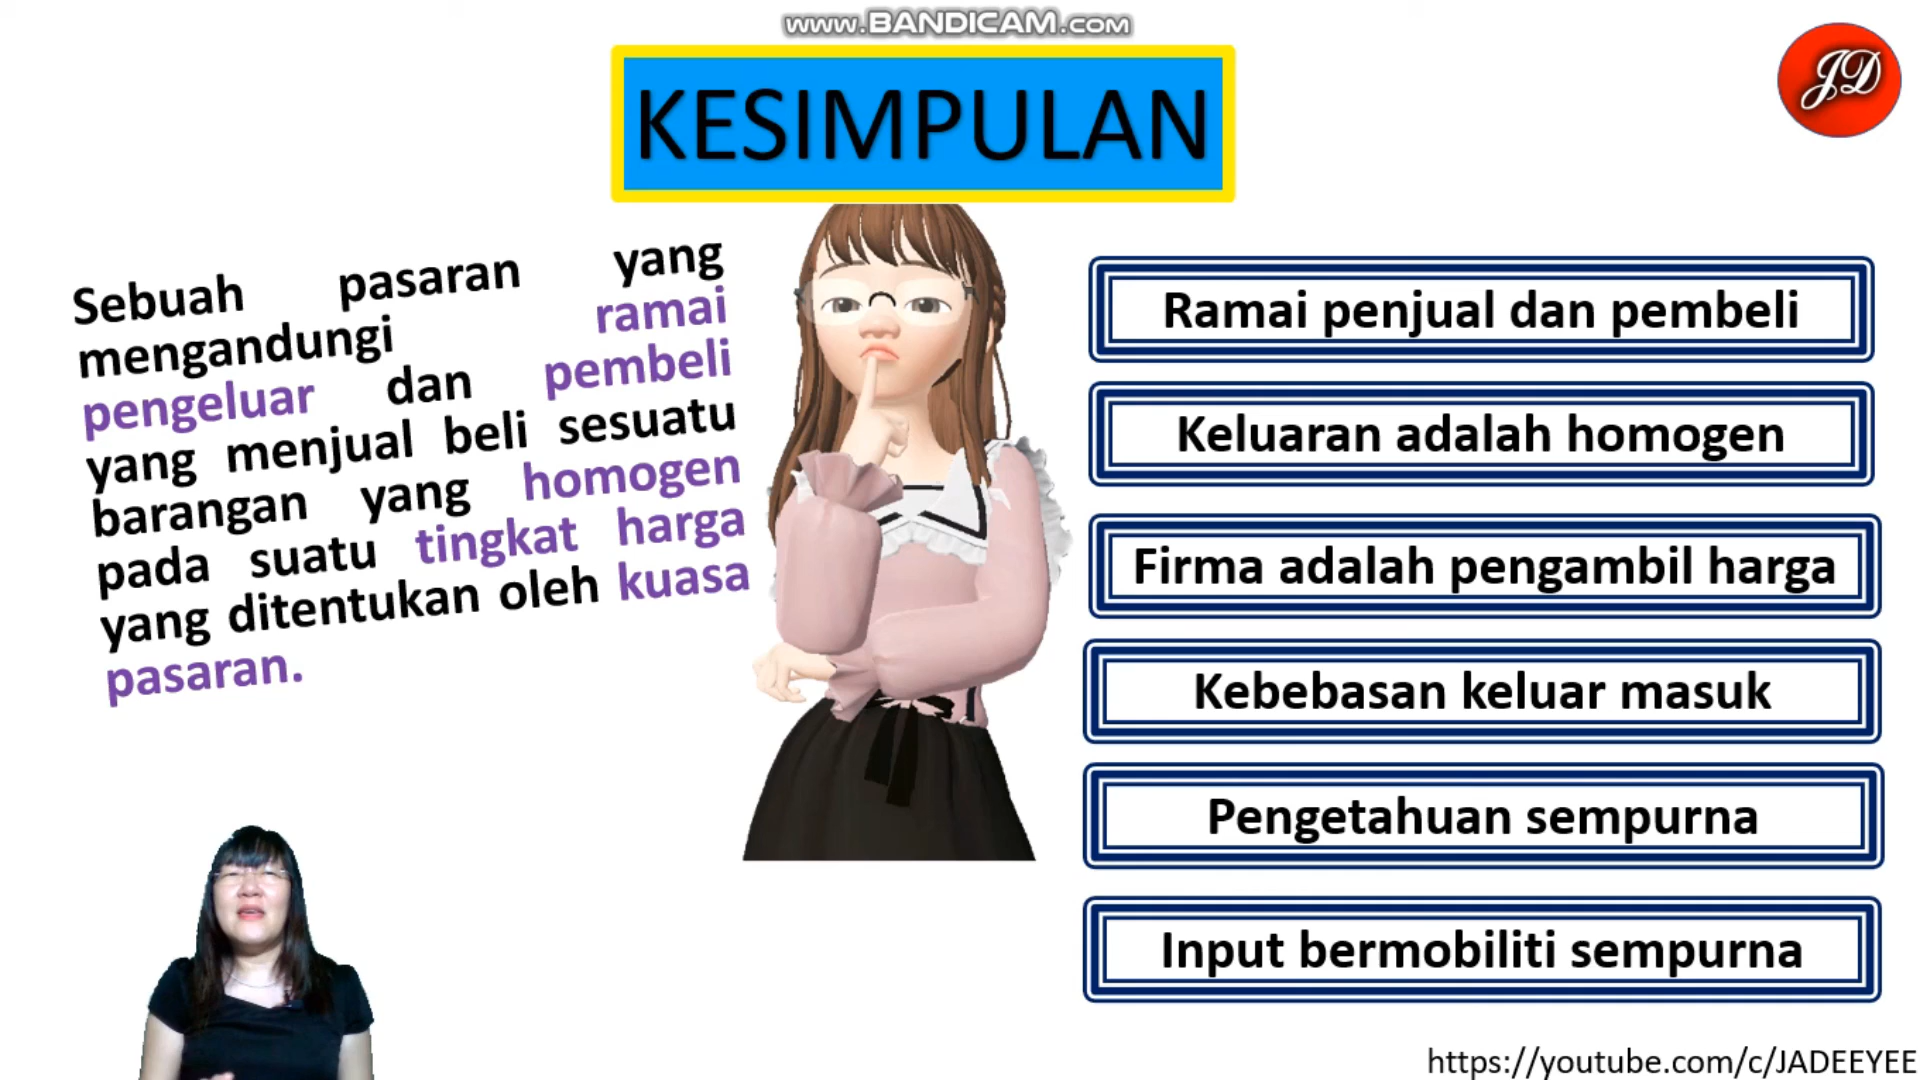 www.BANDICAM.com
KESIMPULAN
JD
Sebuah pasaran yang
mengandungi ramai
pengeluar dan pembeli
yang menjual beli sesuatu
barangan yang homogen
pada suatu tingkat harga
yang ditentukan oleh kuasa
pasaran.
Ramai penjual dan pembeli
Keluaran adalah homogen
Firma adalah pengambil harga
Kebebasan keluar masuk
Pengetahuan sempurna
Input bermobiliti sempurna
https://youtube.com/c/JADEEYEE